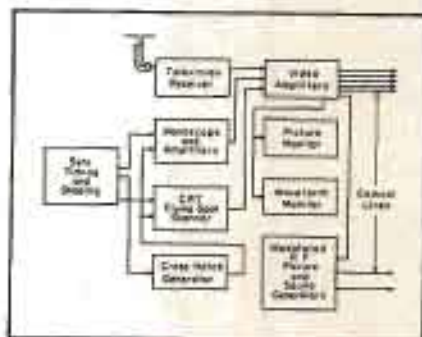 Television
Receiver
Video
Amplifiers
Monoscope
and
Amplifiers
Picture
Monitor
Sync
Timing
and
Shaping
C.R.T.
Flying Spot
Scanner
Waveform
Monitor
Coaxial
Lines
Cross Hatch
Generator
Modulated
R F
Picture
and
Sound
Generators